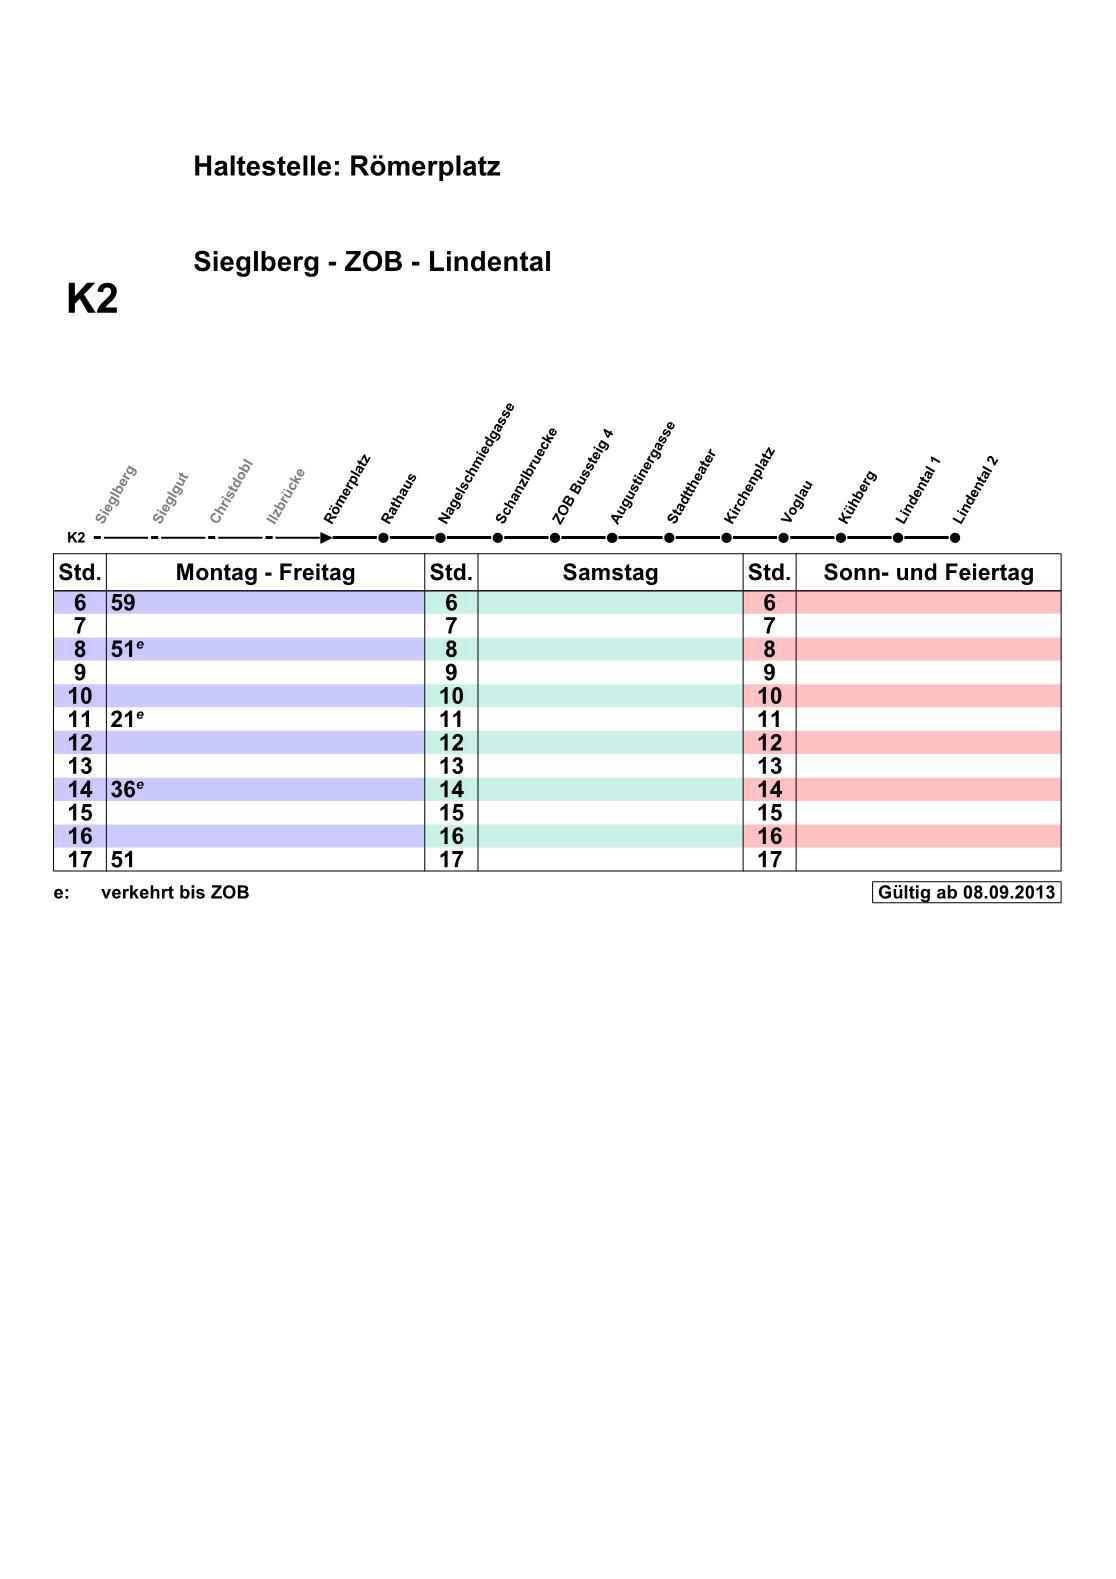 Haltestelle: Römerplatz
Sieglberg - ZOB - Lindental
K2
K2 Sieglberg Sieglgut Christdobl Ilzbrücke Römerplatz Rathaus Nagelschmiedgasse Schanzlbruecke ZOB Bussteig 4 Augustinergasse Stadttheater Kirchenplatz Voglau Kühberg Lindental 1 Lindental 2
Std. Montag - Freitag Std. Samstag Std. Sonn- und Feiertag
6 59 6 6
7 7 7
8 51e 8 8
9 9 9
10 10 10
11 21e 11 11
12 12 12
13 13 13
14 36e 14 14
15 15 15
16 16 16
17 51 17 17
e: verkehrt bis ZOB Gültig ab 08.09.2013